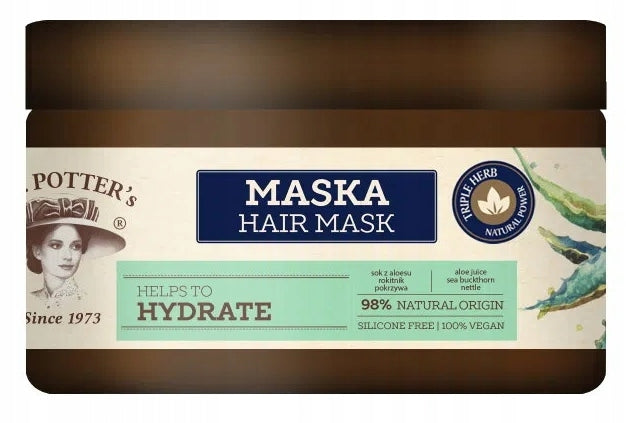 . POTTER's
®
Since 1973
MASKA
HAIR MASK
TRIPLE HERB
NATURAL POWER
HELPS TO
HYDRATE
sok z aloesu
rokitnik
pokrzywa
aloe juice
sea buckthorn
nettle
98% NATURAL ORIGIN
SILICONE FREE | 100% VEGAN